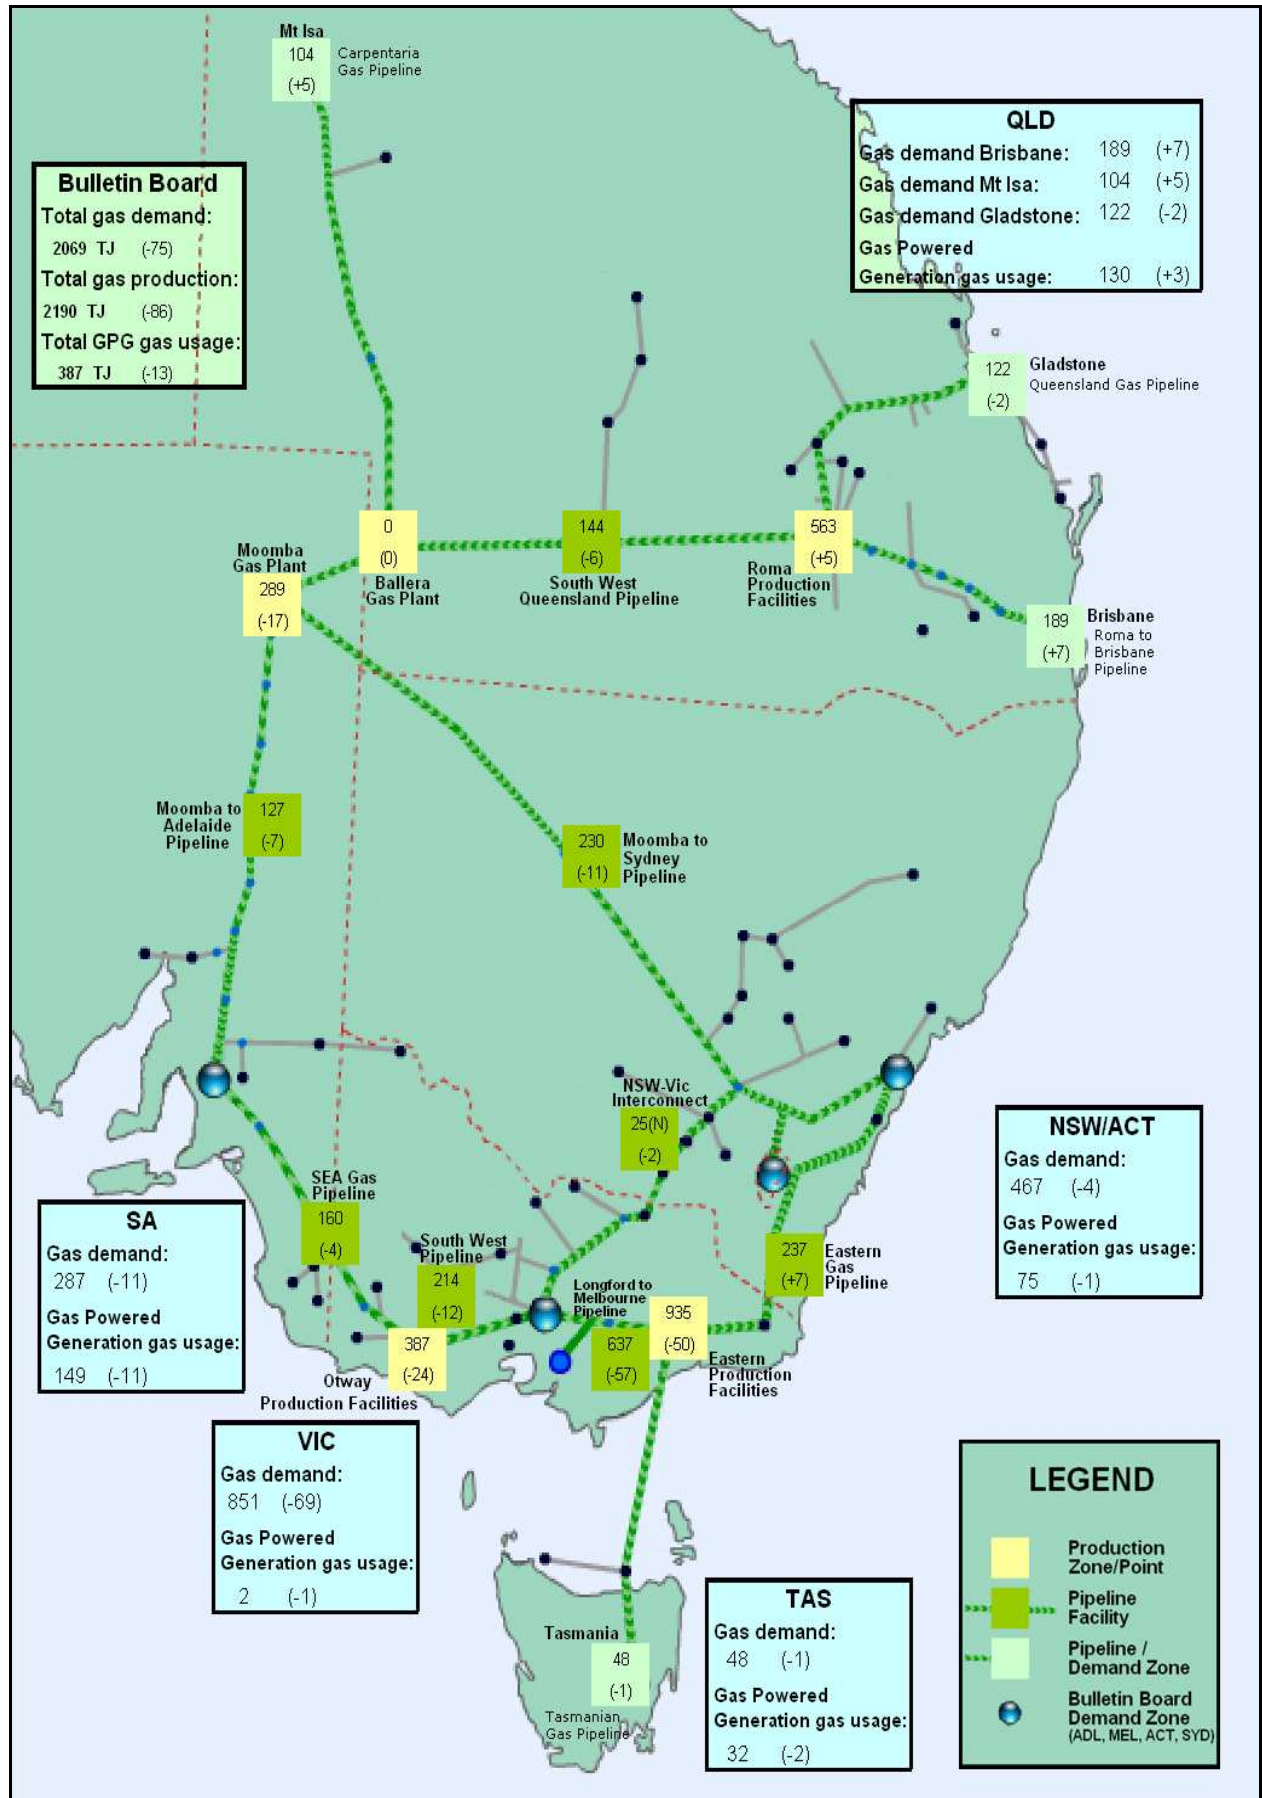 Mt Isa
104
(+5)
Carpentaria
Gas Pipeline
QLD
Gas demand Brisbane: 189 (+7)
Gas demand Mt Isa: 104 (+5)
Gas demand Gladstone: 122 (-2)
Gas Powered
Generation gas usage: 130 (+3)
Bulletin Board
Total gas demand:
2069 TJ (-75)
Total gas production:
2190 TJ (-86)
Total GPG gas usage:
387 TJ (-13)
122
(-2)
Gladstone
Queensland Gas Pipeline
Moomba
Gas Plant
289
(-17)
0
(0)
Ballera
Gas Plant
144
(-6)
South West
Queensland Pipeline
563
(+5)
Roma
Production
Facilities
189
(+7)
Brisbane
Roma to
Brisbane
Pipeline
Moomba to
Adelaide
Pipeline
127
(-7)
230
(-11)
Moomba to
Sydney
Pipeline
NSW-Vic
Interconnect
25(N)
(-2)
NSW/ACT
Gas demand:
467 (-4)
Gas Powered
Generation gas usage:
75 (-1)
SEA Gas
Pipeline
160
(-4)
SA
Gas demand:
287 (-11)
Gas Powered
Generation gas usage:
149 (-11)
South West
Pipeline
214
(-12)
237
(+7)
Eastern
Gas
Pipeline
Longford to
Melbourne
Pipeline
637
(-57)
935
(-50)
Eastern
Production
Facilities
387
(-24)
Otway
Production Facilities
VIC
Gas demand:
851 (-69)
Gas Powered
Generation gas usage:
2 (-1)
Tasmania
48
(-1)
Tasmanian
Gas Pipeline
TAS
Gas demand:
48 (-1)
Gas Powered
Generation gas usage:
32 (-2)
LEGEND
Production
Zone/Point
Pipeline
Facility
Pipeline /
Demand Zone
Bulletin Board
Demand Zone
(ADL, MEL, ACT, SYD)